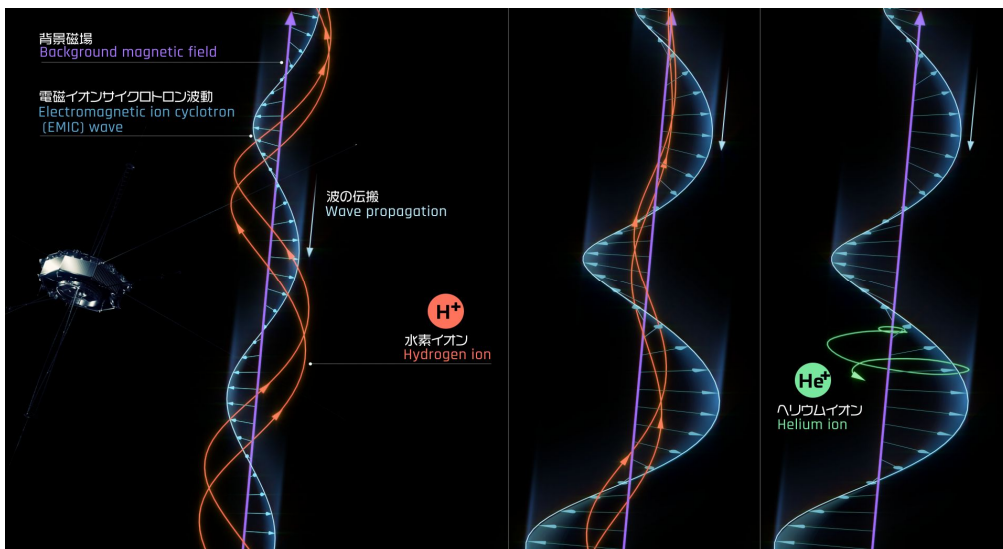 背景磁場
Background magnetic field
電磁イオンサイクロトロン波動
Electromagnetic ion cyclotron
(EMIC) wave
波の伝搬
Wave propagation
H+
水素イオン
Hydrogen ion
He+
ヘリウムイオン
Helium ion